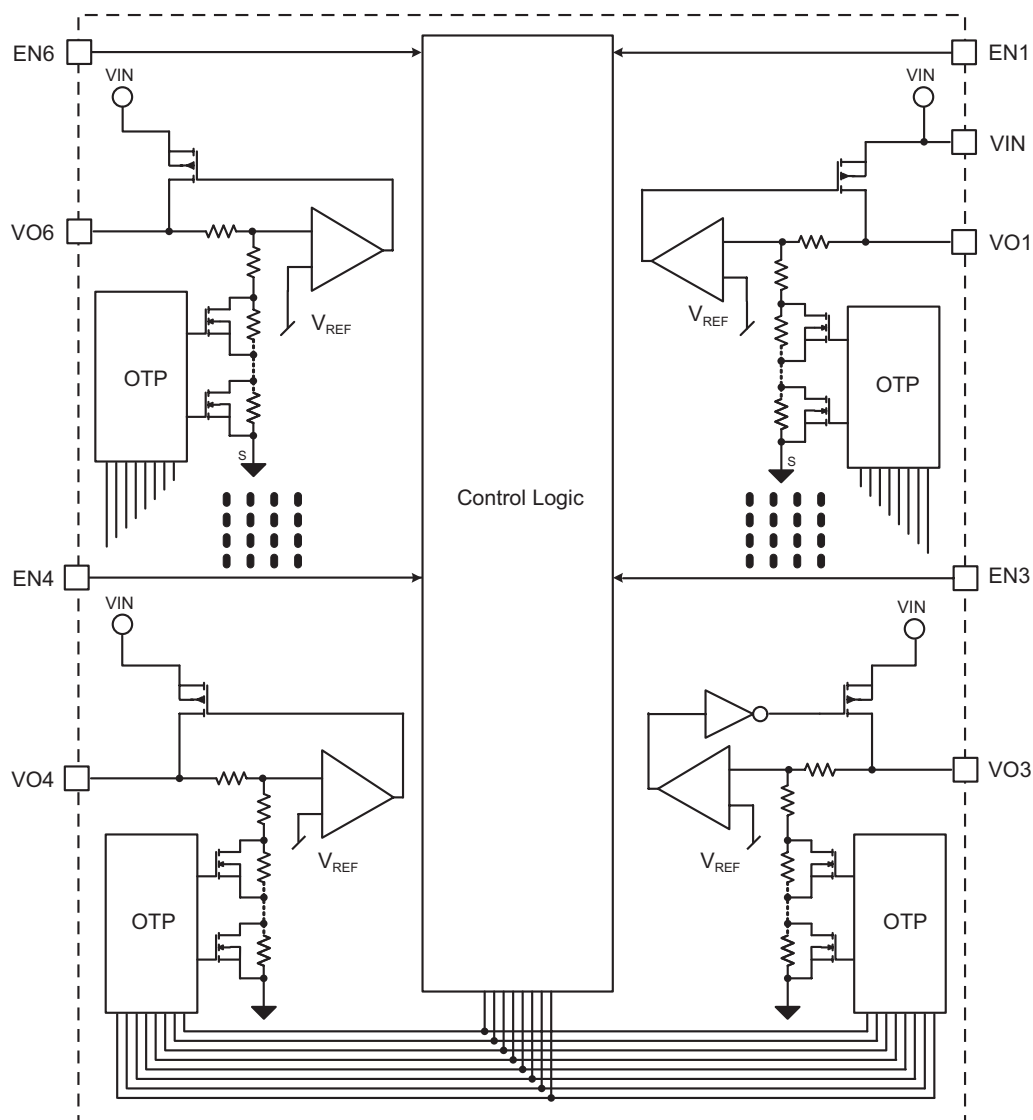 EN6
EN1
VIN
VIN
VIN
VO6
VO1
V_REF
V_REF
OTP
OTP
S
S
Control Logic
EN4
EN3
VIN
VIN
VO4
VO3
V_REF
V_REF
OTP
OTP